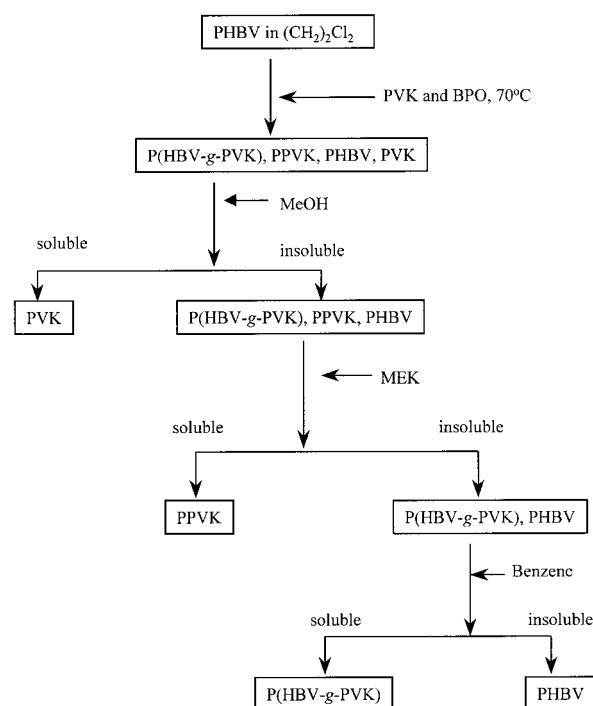 PHBV in (CH₂)₂Cl₂
PVK and BPO, 70ºC
P(HBV-g-PVK), PPVK, PHBV, PVK
MeOH
soluble
insoluble
PVK
P(HBV-g-PVK), PPVK, PHBV
MEK
soluble
insoluble
PPVK
P(HBV-g-PVK), PHBV
Benzene
soluble
insoluble
P(HBV-g-PVK)
PHBV